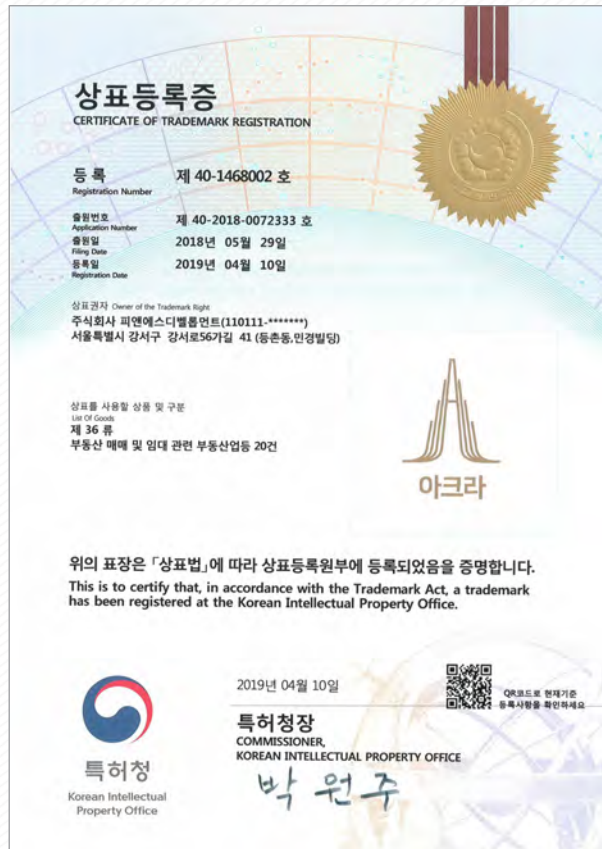 상표등록증
CERTIFICATE OF TRADEMARK REGISTRATION
등 록 제 40-1468002 호
Registration Number
출원번호 제 40-2018-0072333 호
Application Number
출원일 2018년 05월 29일
Filing Date
등록일 2019년 04월 10일
Registration Date
상표권자 Owner of the Trademark Right
주식회사 피앤에스디벨롭먼트(110111-*******)
서울특별시 강서구 강서로56가길 41 (등촌동,민경빌딩)
상표를 사용할 상품 및 구분
List Of Goods
제 36 류
부동산 매매 및 임대 관련 부동산업등 20건
아크라
위의 표장은 「상표법」에 따라 상표등록원부에 등록되었음을 증명합니다.
This is to certify that, in accordance with the Trademark Act, a trademark
has been registered at the Korean Intellectual Property Office.
2019년 04월 10일
QR코드로 현재기준
등록사항을 확인하세요
특허청장
COMMISSIONER,
KOREAN INTELLECTUAL PROPERTY OFFICE
박원주
특허청
Korean Intellectual
Property Office